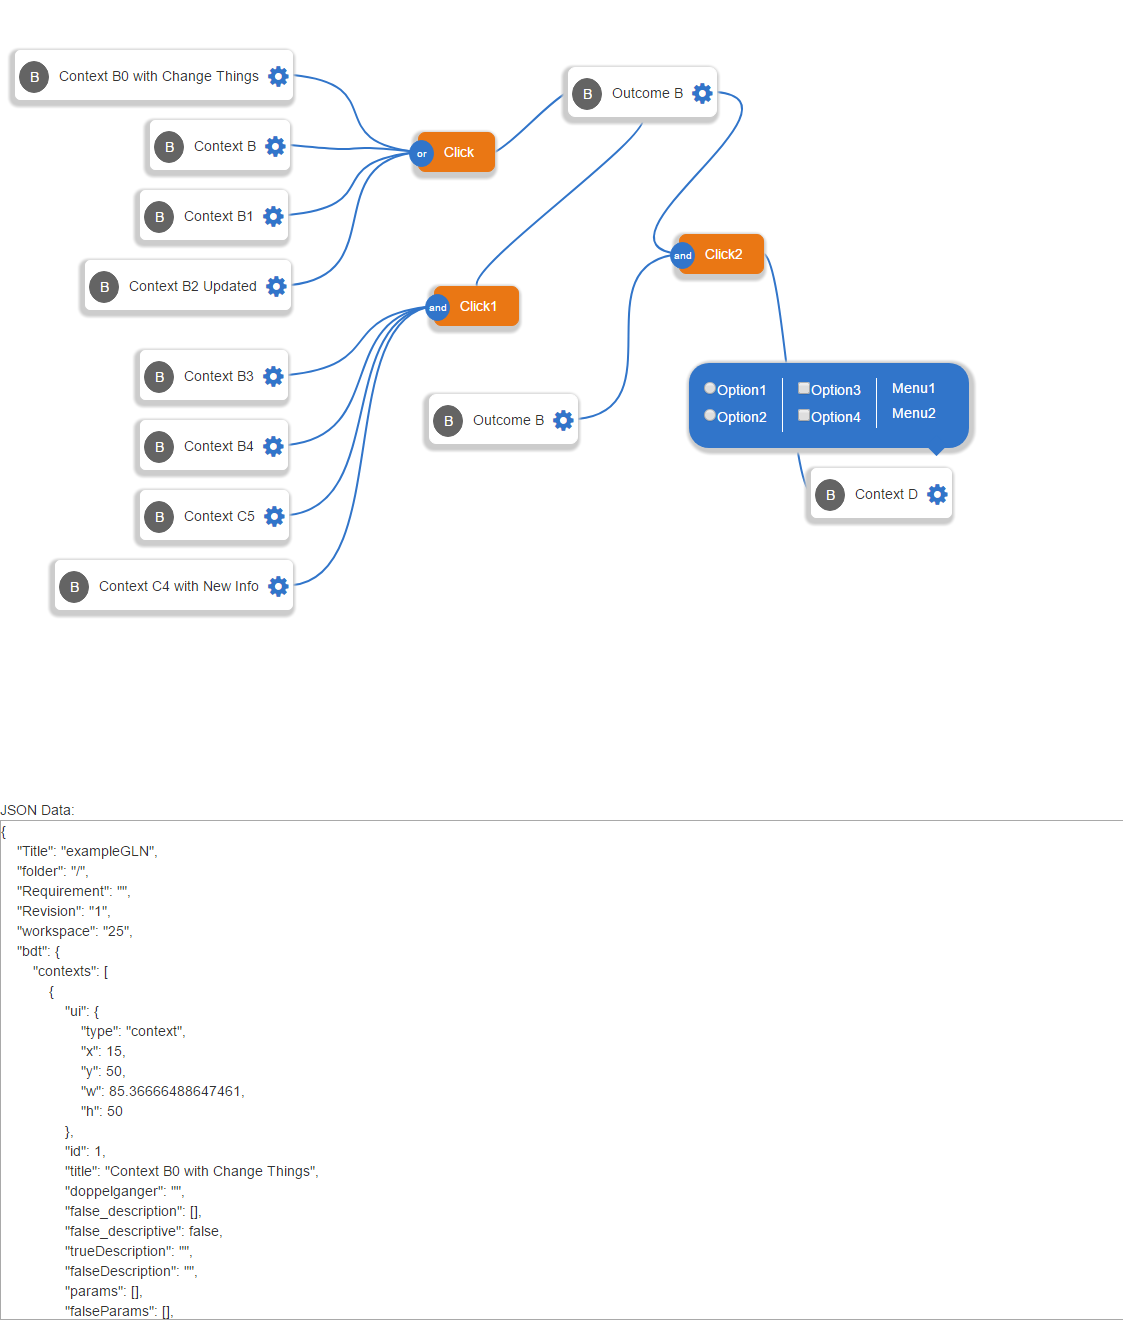 B Context B0 with Change Things
B Outcome B
B Context B
or Click
B Context B1
and Click2
B Context B2 Updated
and Click1
B Context B3
Option1 Option3 Menu1
Option2 Option4 Menu2
B Outcome B
B Context B4
B Context D
B Context C5
B Context C4 with New Info
JSON Data:
{
"Title": "exampleGLN",
"folder": "/",
"Requirement": "",
"Revision": "1",
"workspace": "25",
"bdt": {
"contexts": [
{
"ui": {
"type": "context",
"x": 15,
"y": 50,
"w": 85.36666488647461,
"h": 50
},
"id": 1,
"title": "Context B0 with Change Things",
"doppelganger": "",
"false_description": [],
"false_descriptive": false,
"trueDescription": "",
"falseDescription": "",
"params": [],
"falseParams": [],